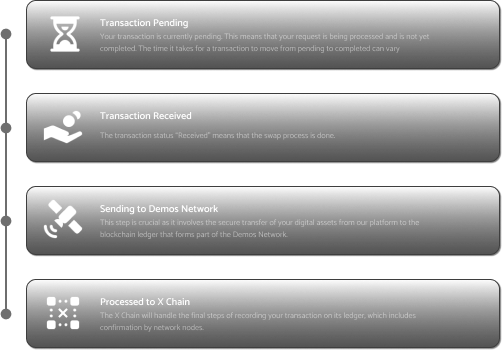 Transaction Pending
Your transaction is currently pending. This means that your request is being processed and is not yet
completed. The time it takes for a transaction to move from pending to completed can vary
Transaction Received
The transaction status "Received" means that the swap process is done.
Sending to Demos Network
This step is crucial as it involves the secure transfer of your digital assets from our platform to the
blockchain ledger that forms part of the Demos Network.
Processed to X Chain
The X Chain will handle the final steps of recording your transaction on its ledger, which includes
confirmation by network nodes.